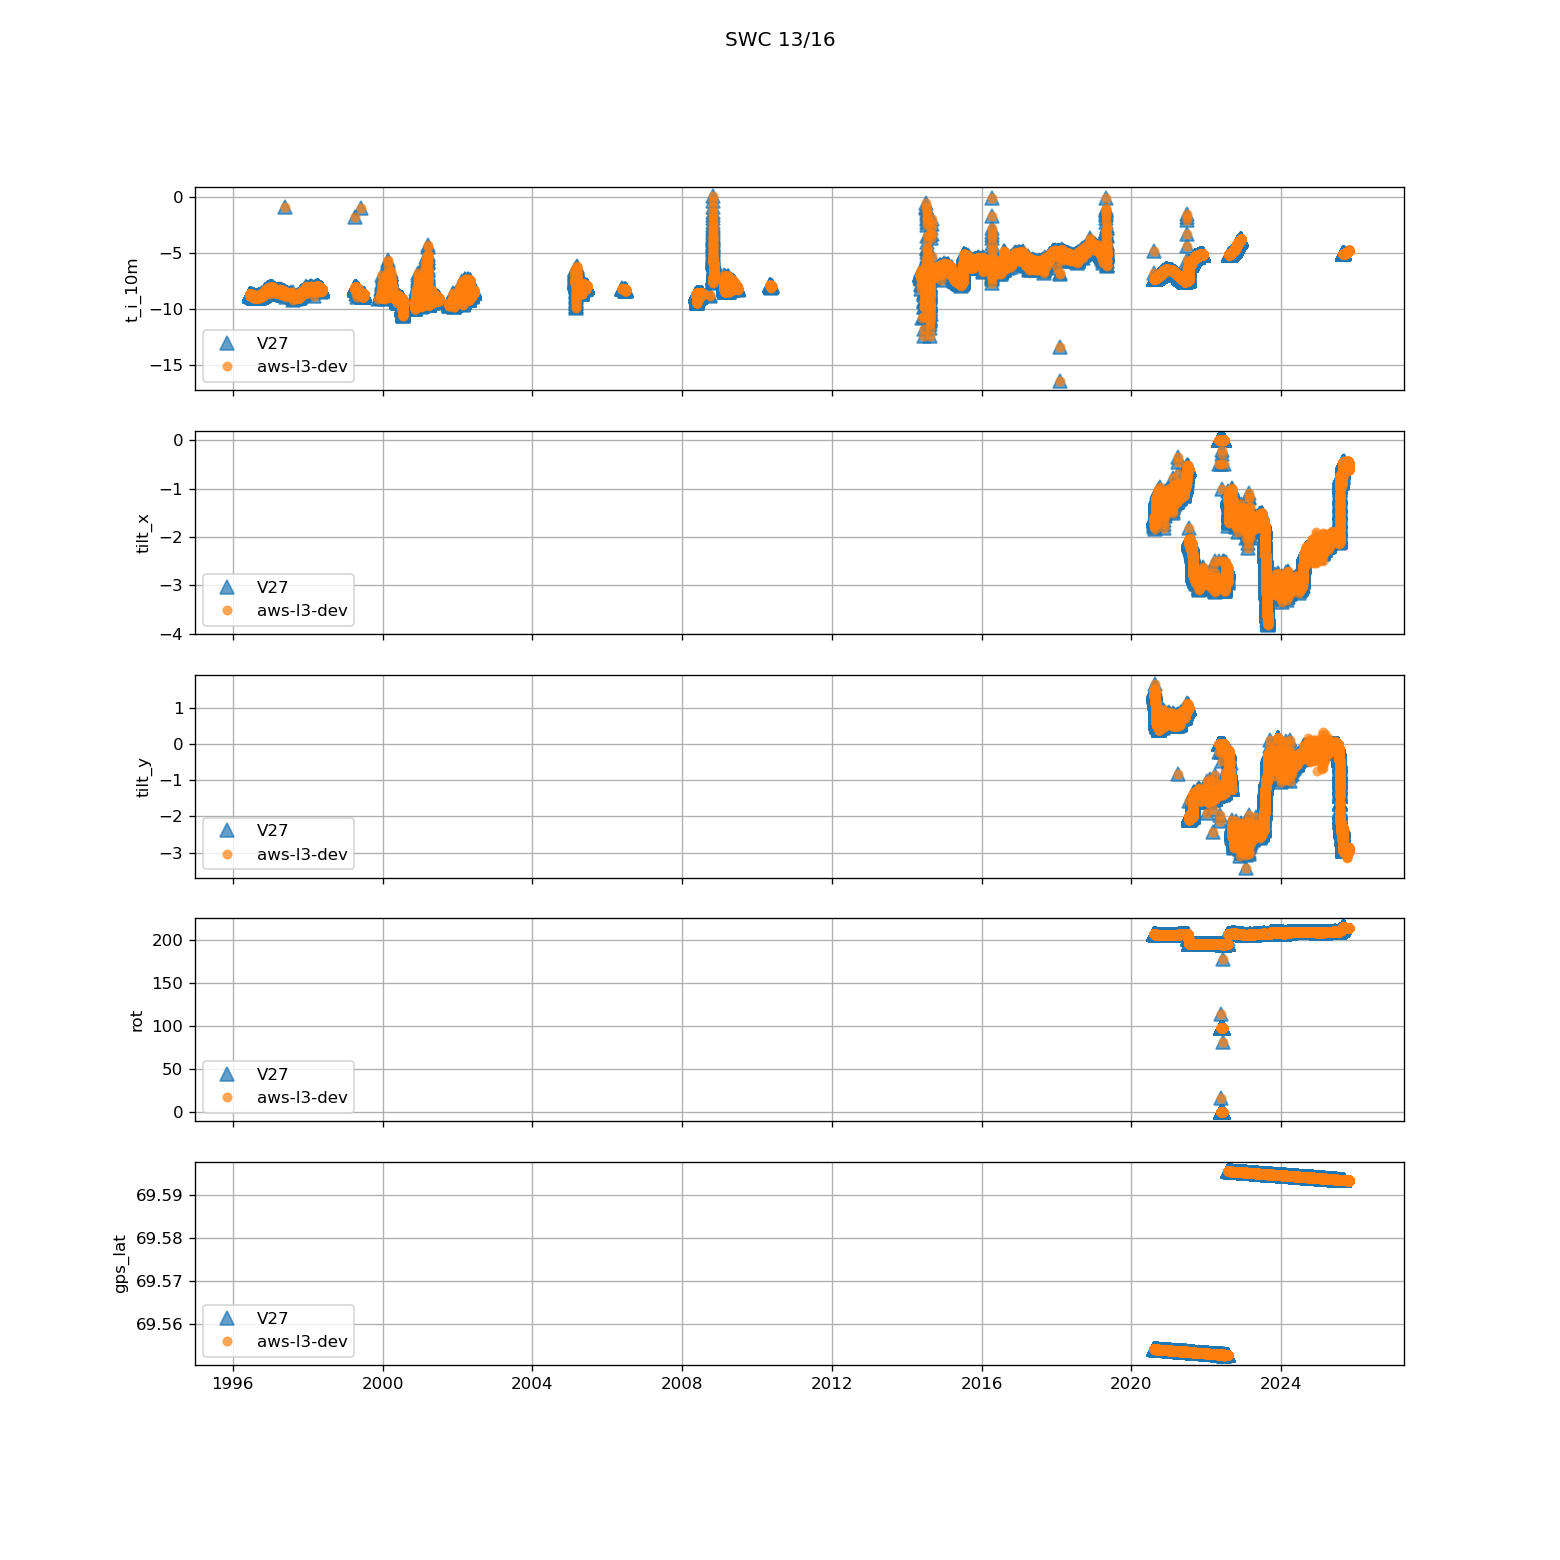 SWC 13/16
0
−5
−10
−15
t_i_10m
V27
aws-l3-dev
0
−1
−2
−3
−4
tilt_x
V27
aws-l3-dev
1
0
−1
−2
−3
tilt_y
V27
aws-l3-dev
200
150
100
50
0
rot
V27
aws-l3-dev
69.59
69.58
69.57
69.56
gps_lat
V27
aws-l3-dev
1996 2000 2004 2008 2012 2016 2020 2024